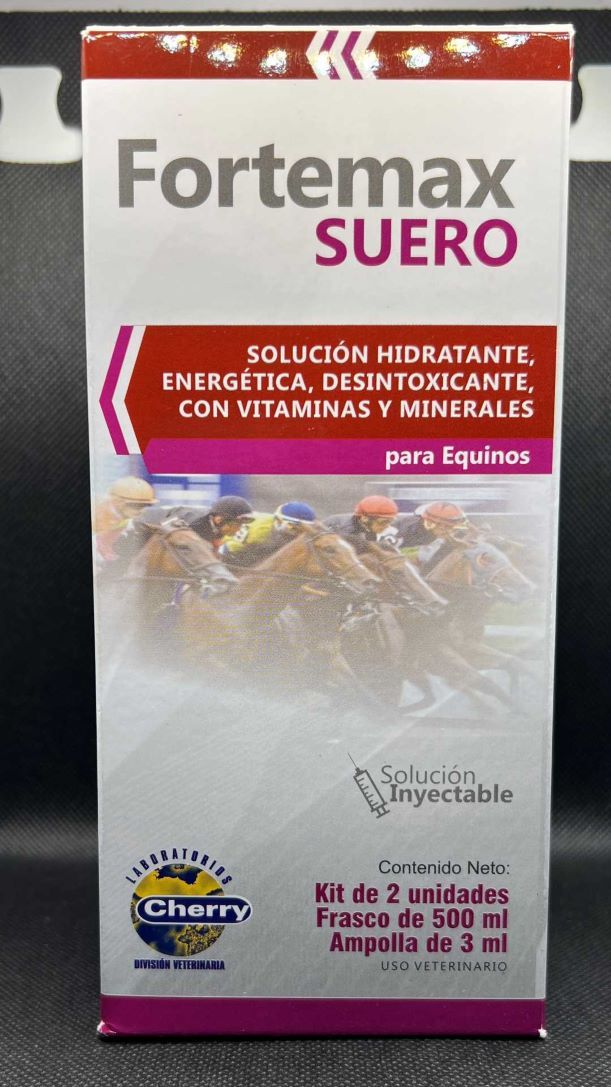 Fortemax
SUERO
SOLUCIÓN HIDRATANTE,
ENERGÉTICA, DESINTOXICANTE,
CON VITAMINAS Y MINERALES
para Equinos
Solución
Inyectable
Contenido Neto:
Kit de 2 unidades
Frasco de 500 ml
Ampolla de 3 ml
USO VETERINARIO
LABORATORIOS
Cherry
DIVISIÓN VETERINARIA